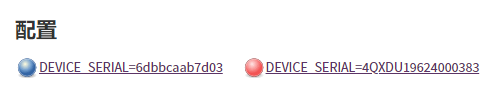 配置
DEVICE_SERIAL=6dbbcaab7d03 DEVICE_SERIAL=4QXDU19624000383